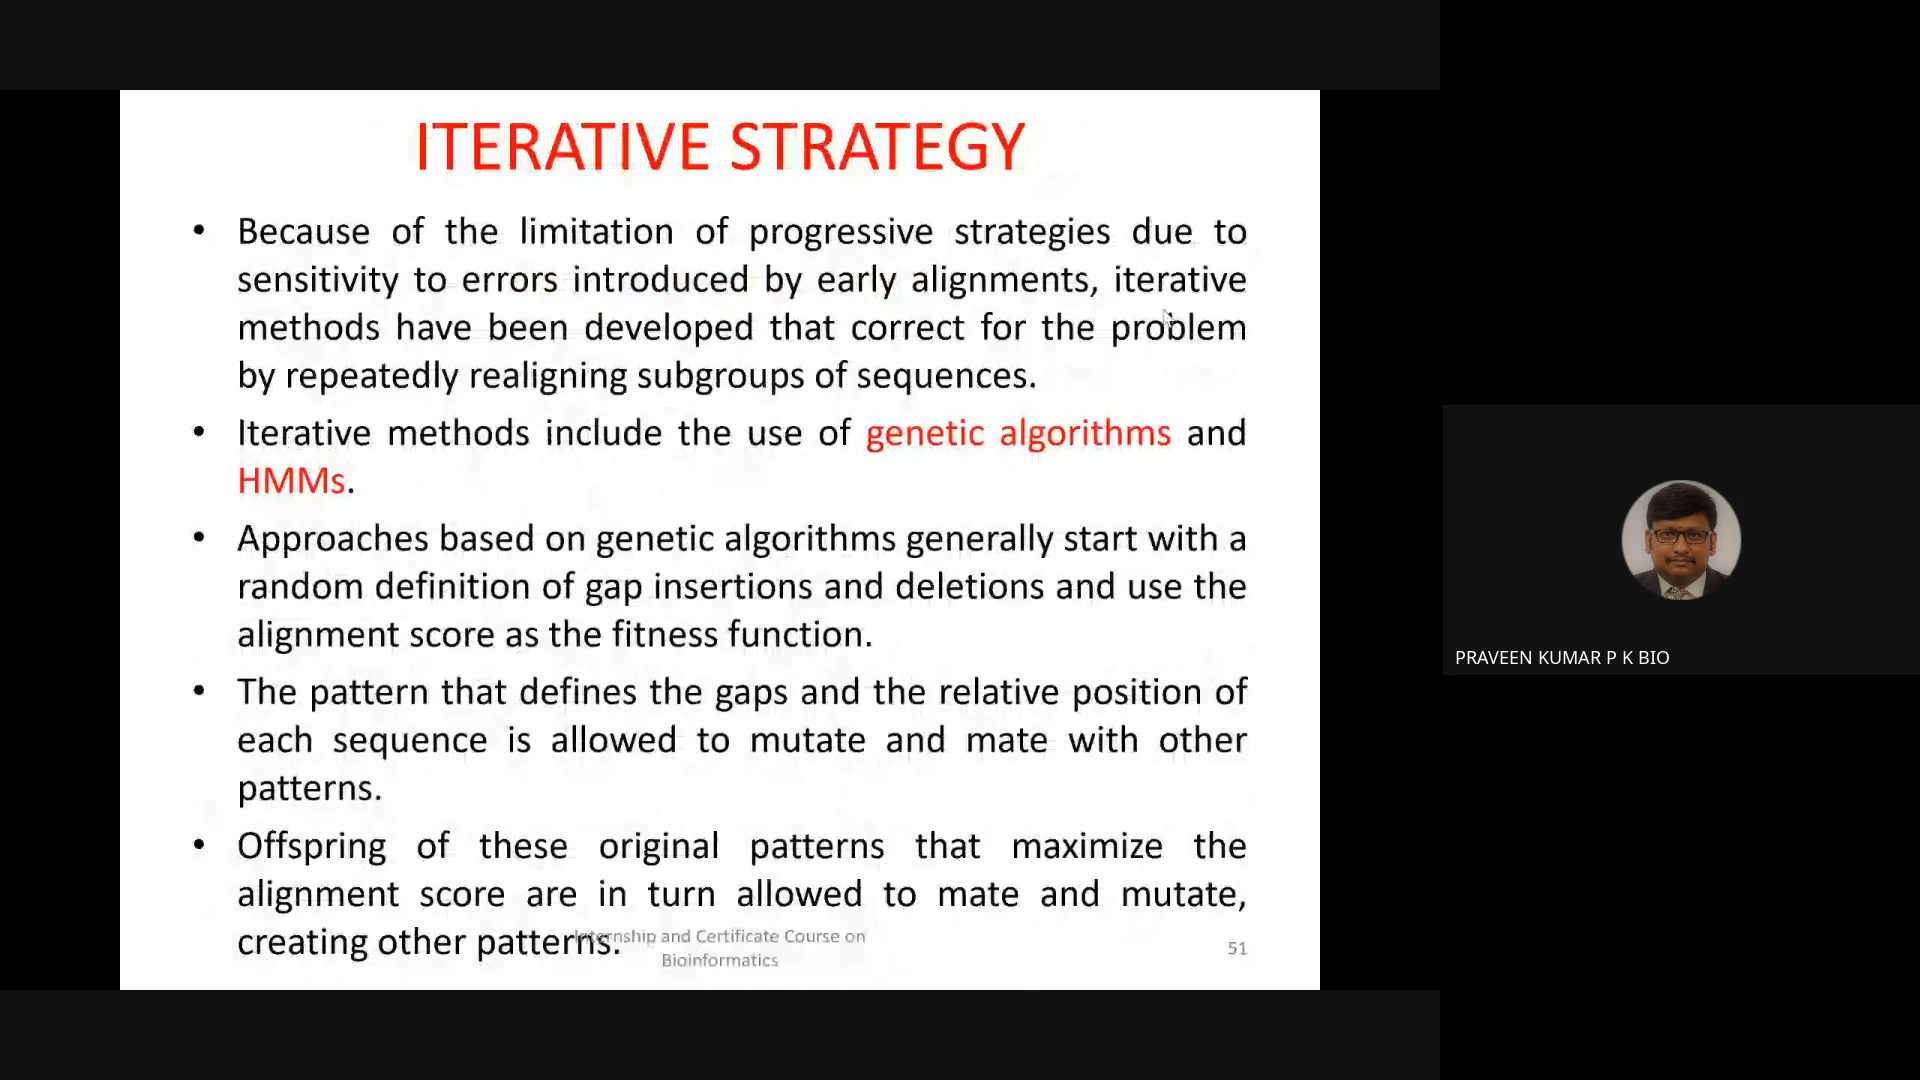 ITERATIVE STRATEGY
• Because of the limitation of progressive strategies due to
sensitivity to errors introduced by early alignments, iterative
methods have been developed that correct for the problem
by repeatedly realigning subgroups of sequences.
• Iterative methods include the use of genetic algorithms and
HMMs.
• Approaches based on genetic algorithms generally start with a
random definition of gap insertions and deletions and use the
alignment score as the fitness function.
• The pattern that defines the gaps and the relative position of
each sequence is allowed to mutate and mate with other
patterns.
• Offspring of these original patterns that maximize the
alignment score are in turn allowed to mate and mutate,
creating other patterns.
Internship and Certificate Course on
Bioinformatics
51
PRAVEEN KUMAR P K BIO